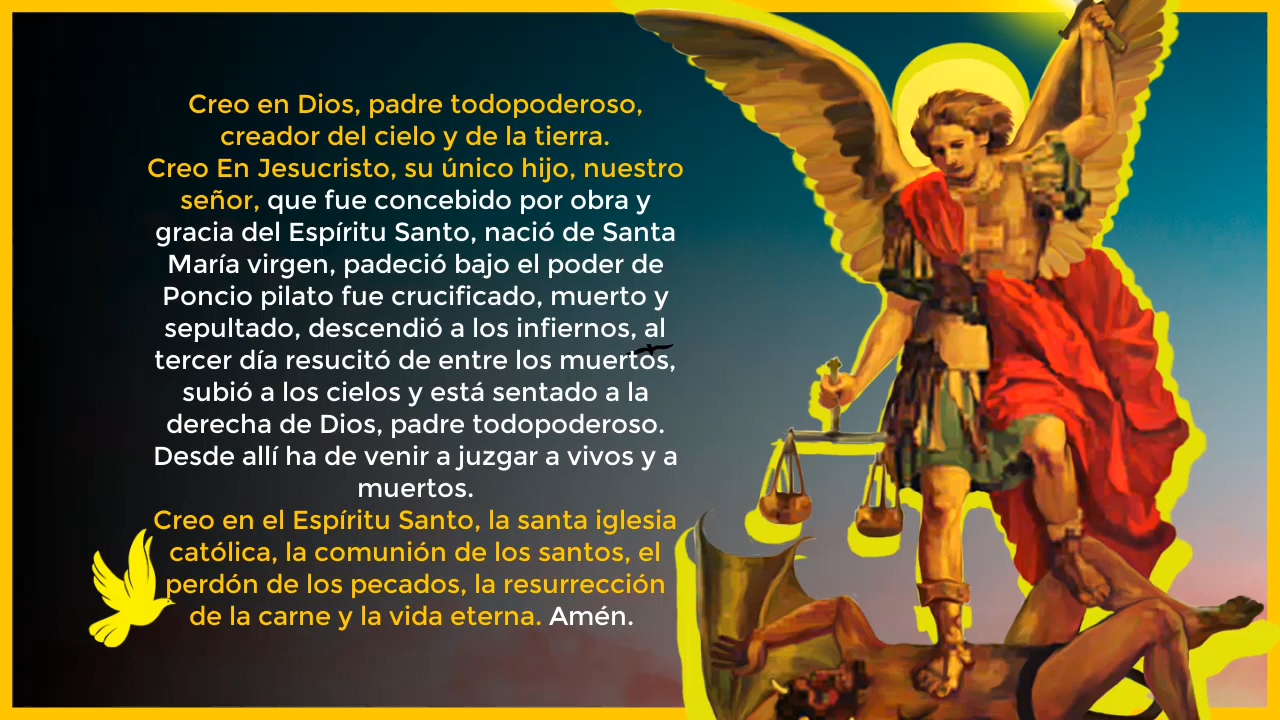 Creo en Dios, padre todopoderoso,
creador del cielo y de la tierra.
Creo En Jesucristo, su único hijo, nuestro
señor, que fue concebido por obra y
gracia del Espíritu Santo, nació de Santa
María virgen, padeció bajo el poder de
Poncio pilato fue crucificado, muerto y
sepultado, descendió a los infiernos, al
tercer día resucitó de entre los muertos,
subió a los cielos y está sentado a la
derecha de Dios, padre todopoderoso.
Desde allí ha de venir a juzgar a vivos y a
muertos.
Creo en el Espíritu Santo, la santa iglesia
católica, la comunión de los santos, el
perdón de los pecados, la resurrección
de la carne y la vida eterna. Amén.